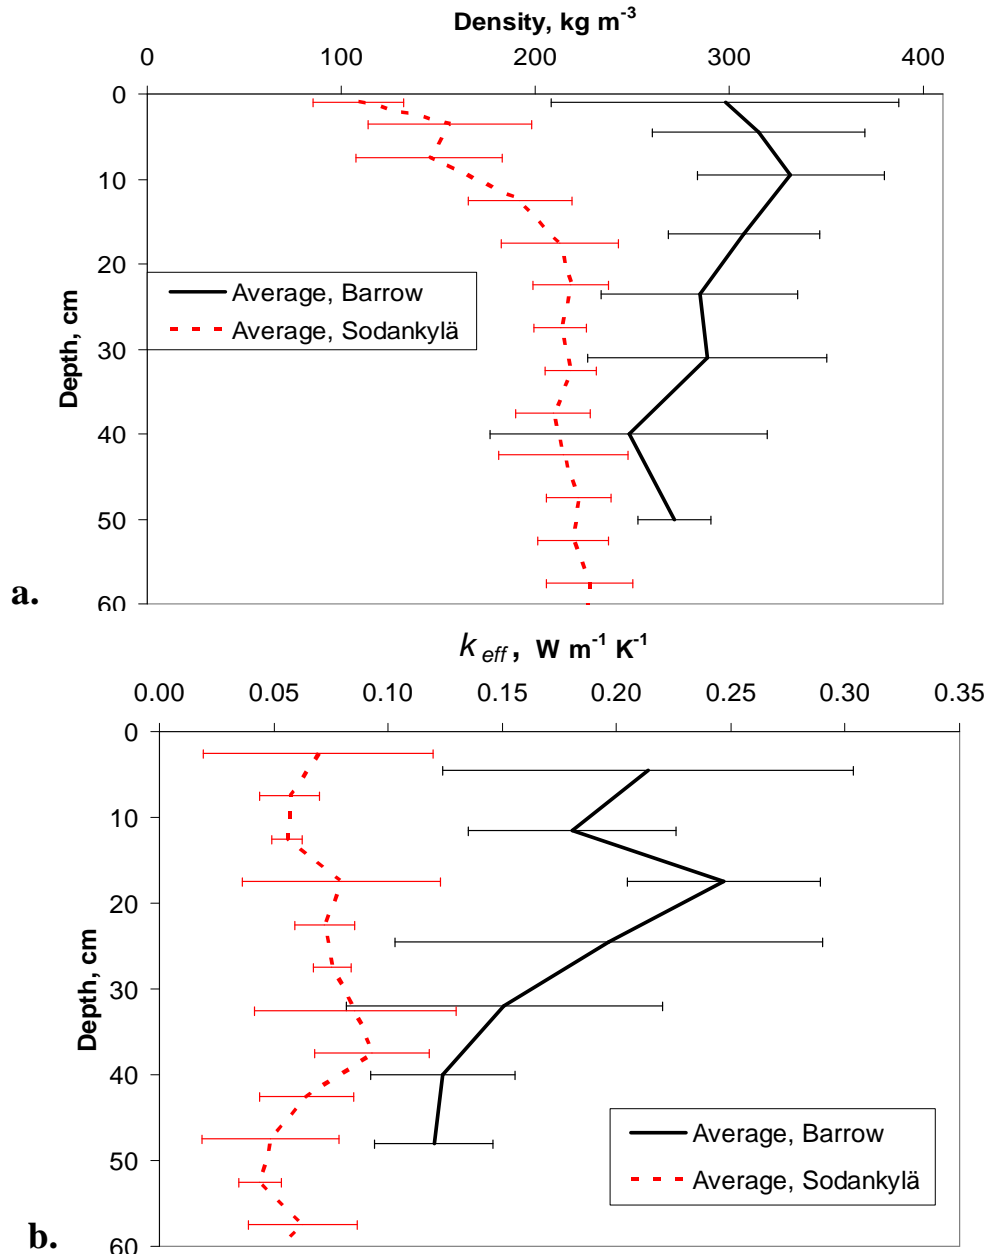 Density, kg m⁻³
0 100 200 300 400
0
10
20
30
40
50
60
Depth, cm
Average, Barrow
Average, Sodankylä
a.
k eff , W m⁻¹ K⁻¹
0.00 0.05 0.10 0.15 0.20 0.25 0.30 0.35
0
10
20
30
40
50
60
Depth, cm
Average, Barrow
Average, Sodankylä
b.